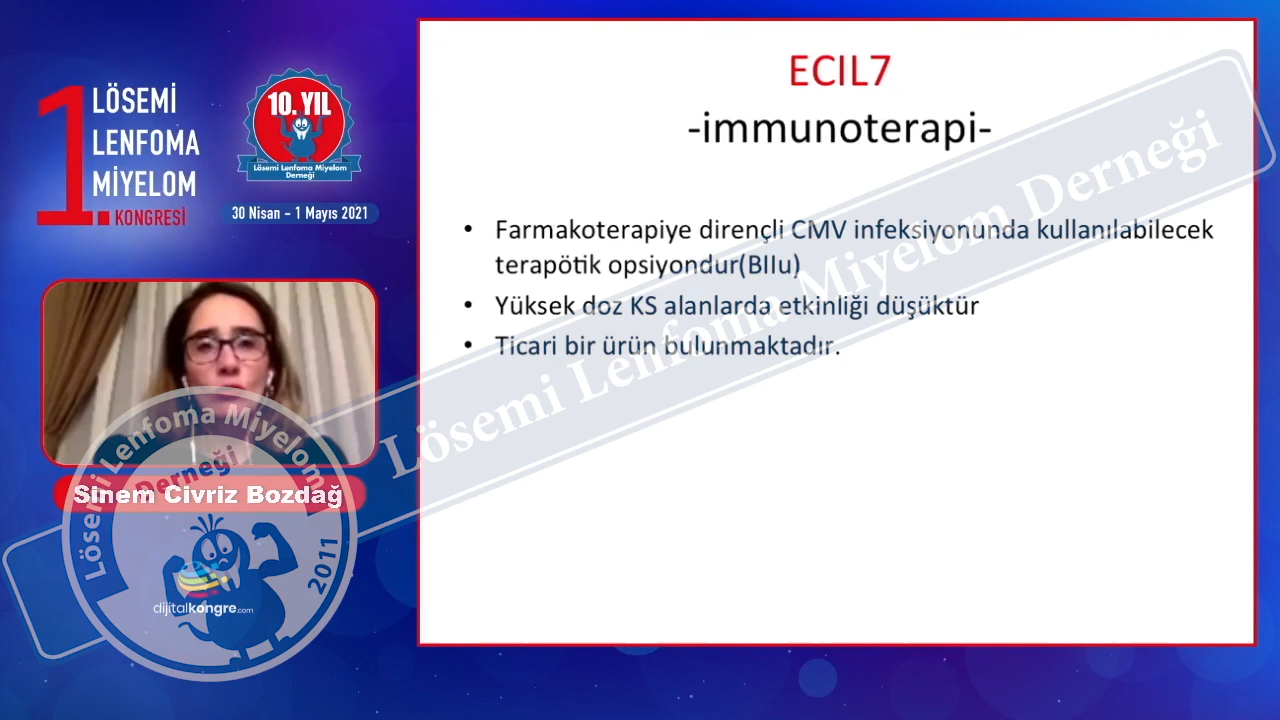 1.
LÖSEMİ
LENFOMA
MİYELOM
KONGRESİ
10. YIL
Lösemi Lenfoma Miyelom
Derneği
30 Nisan - 1 Mayıs 2021
ECIL7
-immunoterapi-
• Farmakoterapiye dirençli CMV infeksiyonunda kullanılabilecek
terapötik opsiyondur(BIIu)
• Yüksek doz KS alanlarda etkinliği düşüktür
• Ticari bir ürün bulunmaktadır.
Sinem Civriz Bozdağ
Lösemi Lenfoma Miyelom
Derneği
2011
dijitalkongre.com
Lösemi Lenfoma Miyelom Derneği